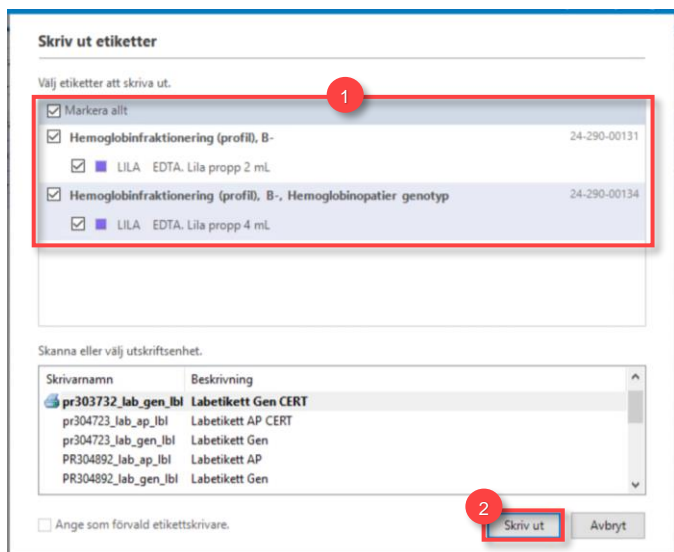 Skriv ut etiketter
Välj etiketter att skriva ut.
1
Markera allt
Hemoglobinfraktionering (profil), B- 24-290-00131
LILA EDTA. Lila propp 2 mL
Hemoglobinfraktionering (profil), B-, Hemoglobinopatier genotyp 24-290-00134
LILA EDTA. Lila propp 4 mL
Skanna eller välj utskriftsenhet.
Skrivarnamn Beskrivning
pr303732_lab_gen_lbl Labetikett Gen CERT
pr304723_lab_ap_lbl Labetikett AP CERT
pr304723_lab_gen_lbl Labetikett Gen
PR304892_lab_ap_lbl Labetikett AP
PR304892_lab_gen_lbl Labetikett Gen
2
Ange som förvald etikettskrivare. Skriv ut Avbryt